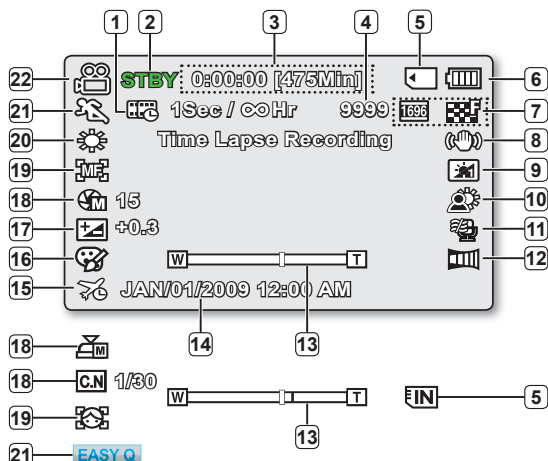 1 2 3 4 5
22 STBY 0:00:00 [475Min] 6
21 1Sec / ∞Hr 9999 1696 7
20 Time Lapse Recording 8
19 MF 9
18 M 15 10
17 +0.3 11
16 W T 12
15 JAN/01/2009 12:00 AM
14 13
18 M
18 C.N 1/30 W T IN 5
19 13
21 EASY Q